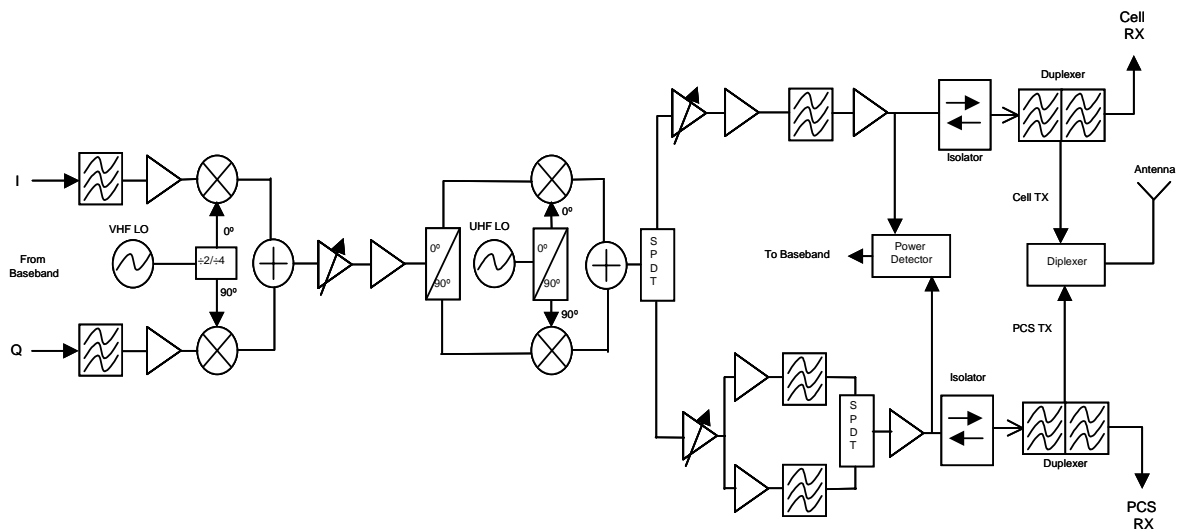 Cell
RX
Duplexer
Isolator
I
VHF LO
0º
÷2/÷4
90º
From
Baseband
Q
0º
90º
UHF LO
0º
0º
90º
90º
S
P
D
T
To Baseband
Power
Detector
Cell TX
Antenna
Diplexer
PCS TX
Isolator
S
P
D
T
Duplexer
PCS
RX